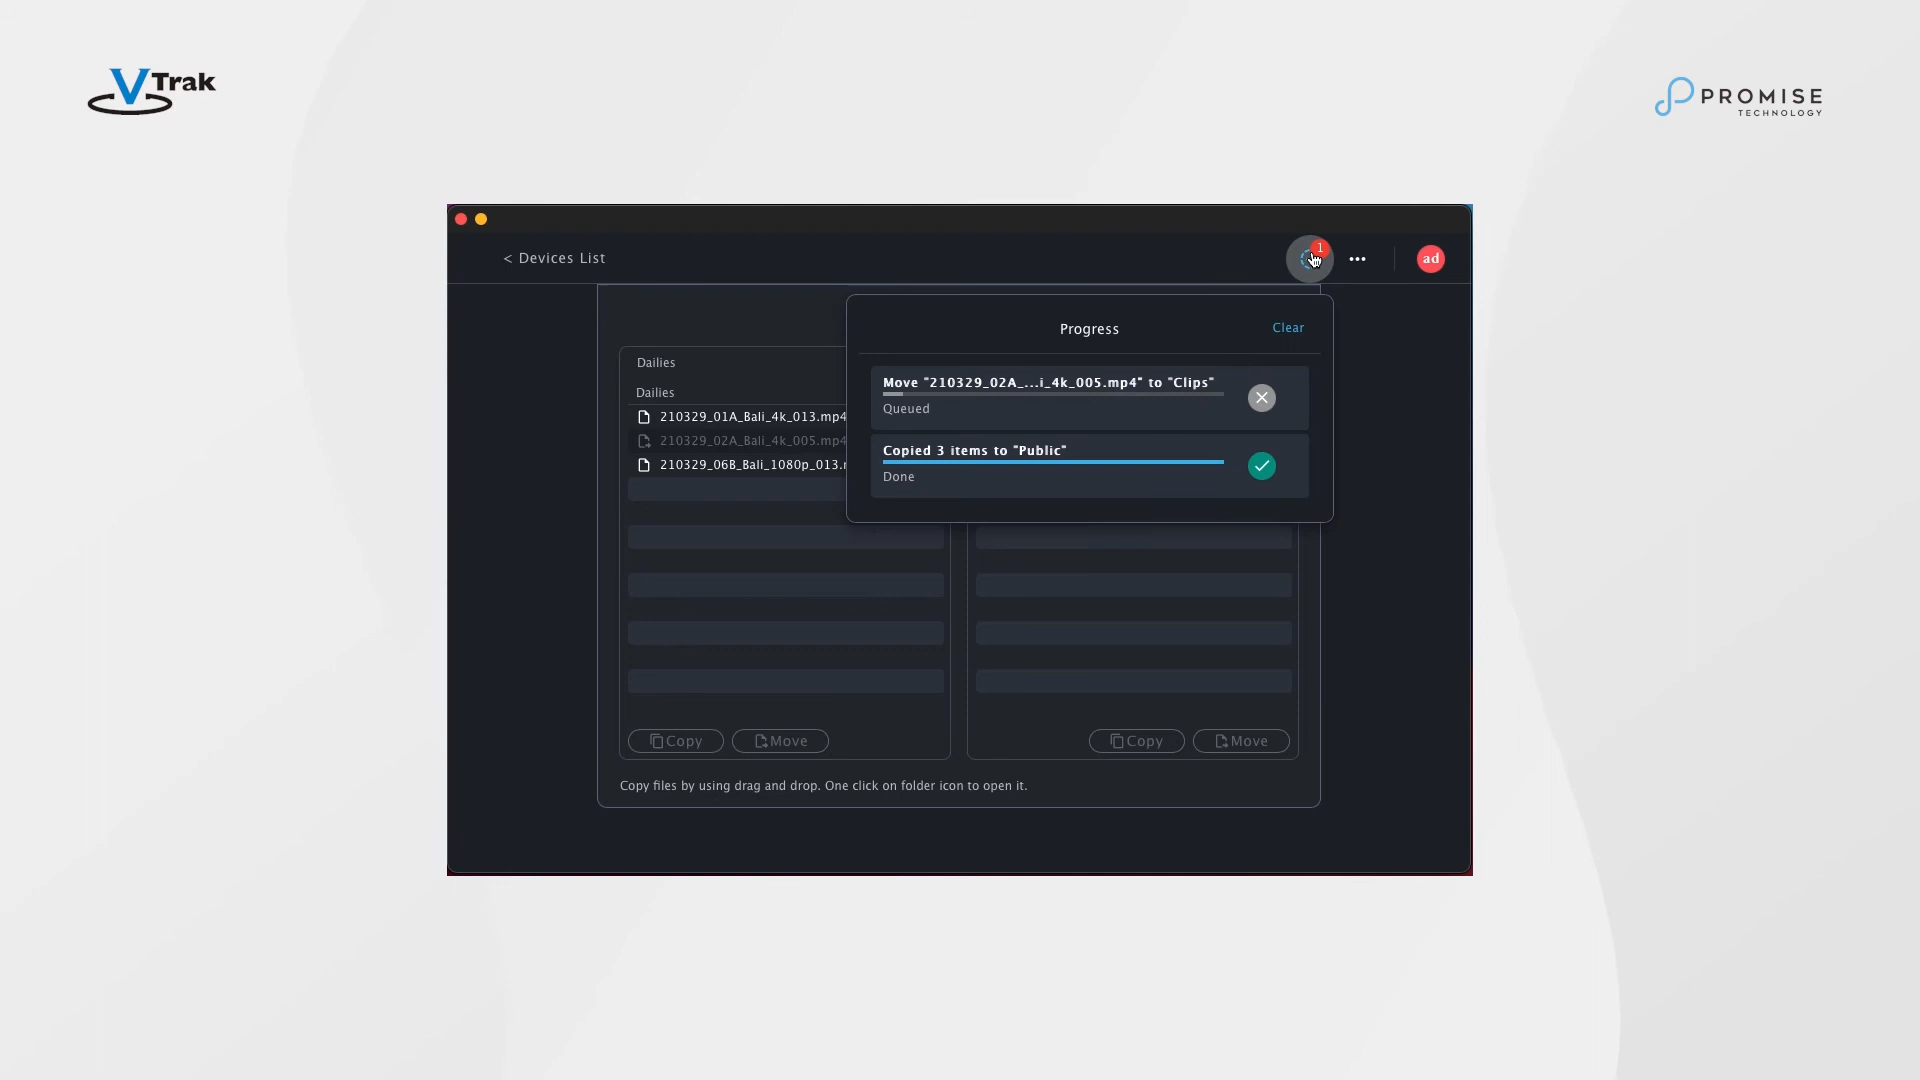 VTrak
PROMISE
TECHNOLOGY
< Devices List
1
ad
Progress
Clear
Dailies
Dailies
210329_01A_Bali_4k_013.mp4
210329_02A_Bali_4k_005.mp4
210329_06B_Bali_1080p_013.
Move "210329_02A_...i_4k_005.mp4" to "Clips"
Queued
Copied 3 items to "Public"
Done
Copy
Move
Copy
Move
Copy files by using drag and drop. One click on folder icon to open it.